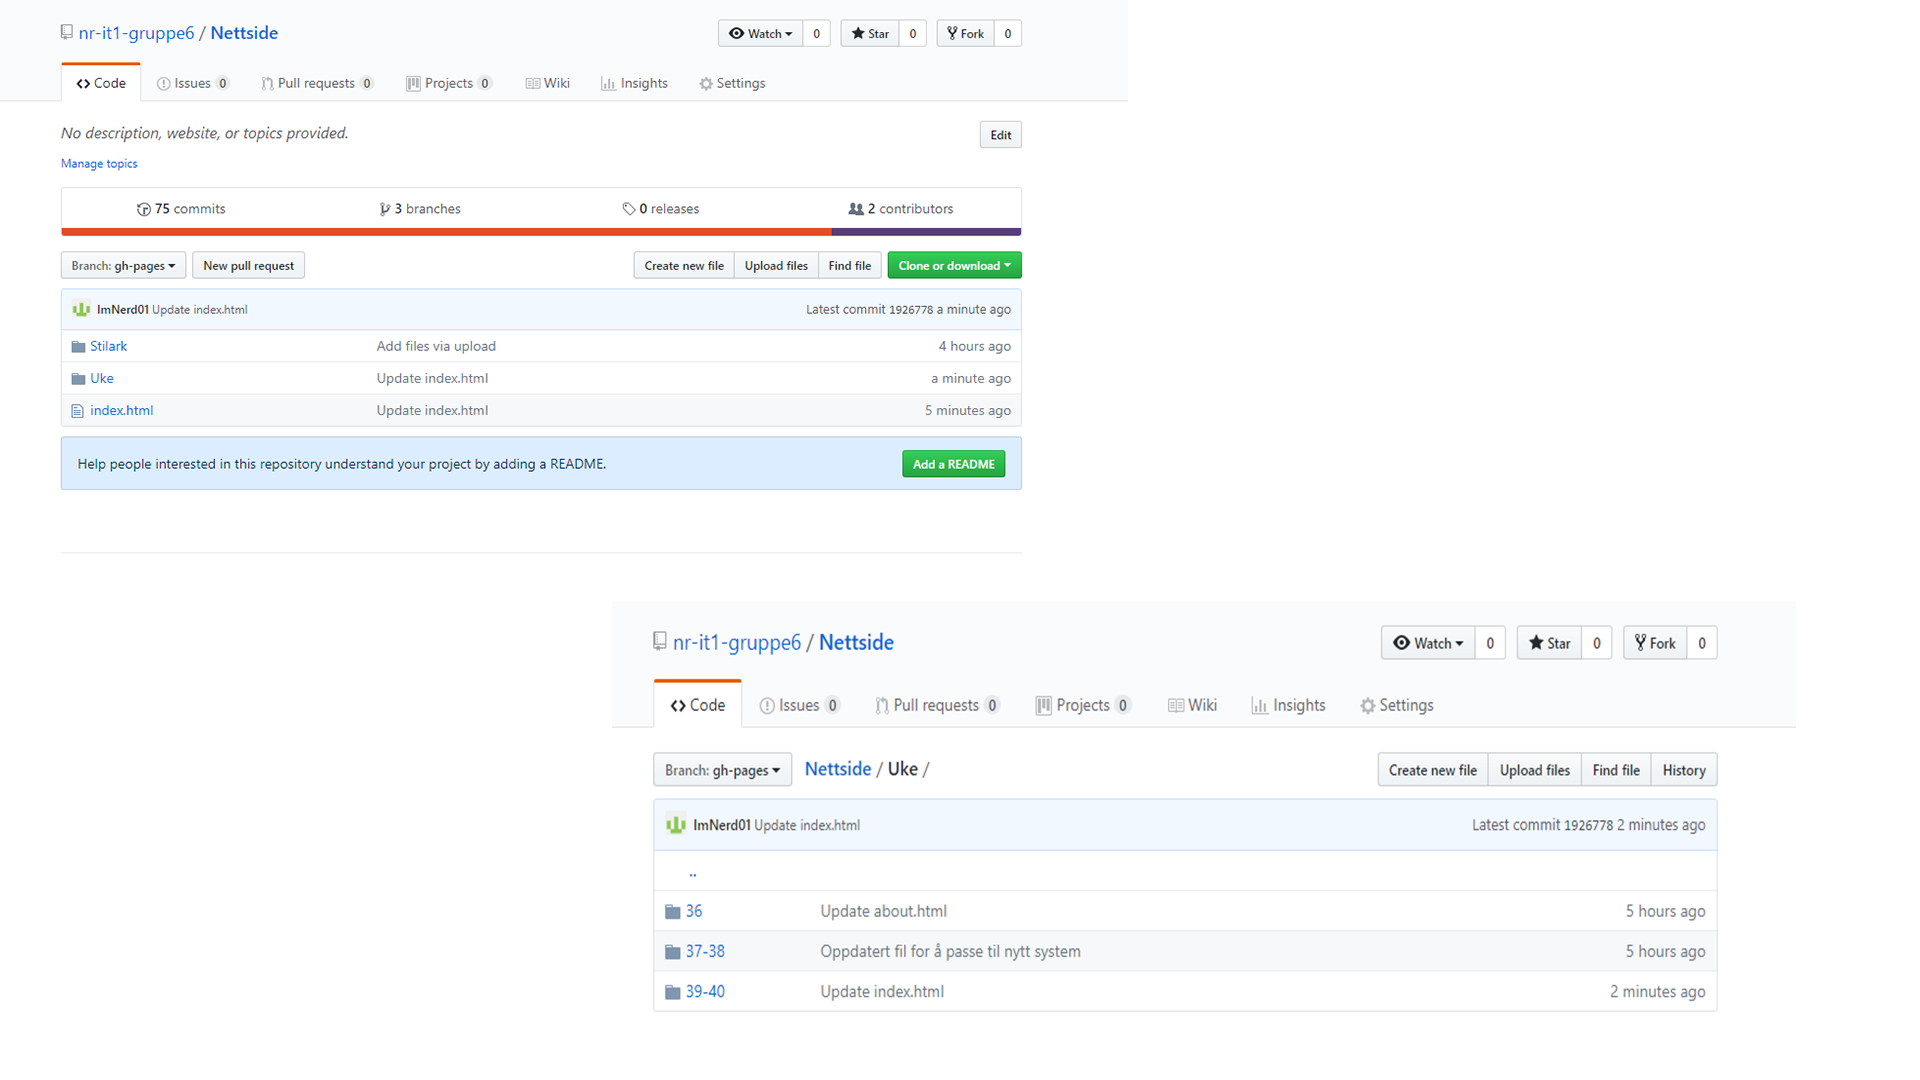 nr-it1-gruppe6 / Nettside Watch 0 Star 0 Fork 0
Code Issues 0 Pull requests 0 Projects 0 Wiki Insights Settings
No description, website, or topics provided. Edit
Manage topics
75 commits 3 branches 0 releases 2 contributors
Branch: gh-pages New pull request Create new file Upload files Find file Clone or download
ImNerd01 Update index.html Latest commit 1926778 a minute ago
Stilark Add files via upload 4 hours ago
Uke Update index.html a minute ago
index.html Update index.html 5 minutes ago
Help people interested in this repository understand your project by adding a README. Add a README
nr-it1-gruppe6 / Nettside Watch 0 Star 0 Fork 0
Code Issues 0 Pull requests 0 Projects 0 Wiki Insights Settings
Branch: gh-pages Nettside / Uke / Create new file Upload files Find file History
ImNerd01 Update index.html Latest commit 1926778 2 minutes ago
..
36 Update about.html 5 hours ago
37-38 Oppdatert fil for å passe til nytt system 5 hours ago
39-40 Update index.html 2 minutes ago